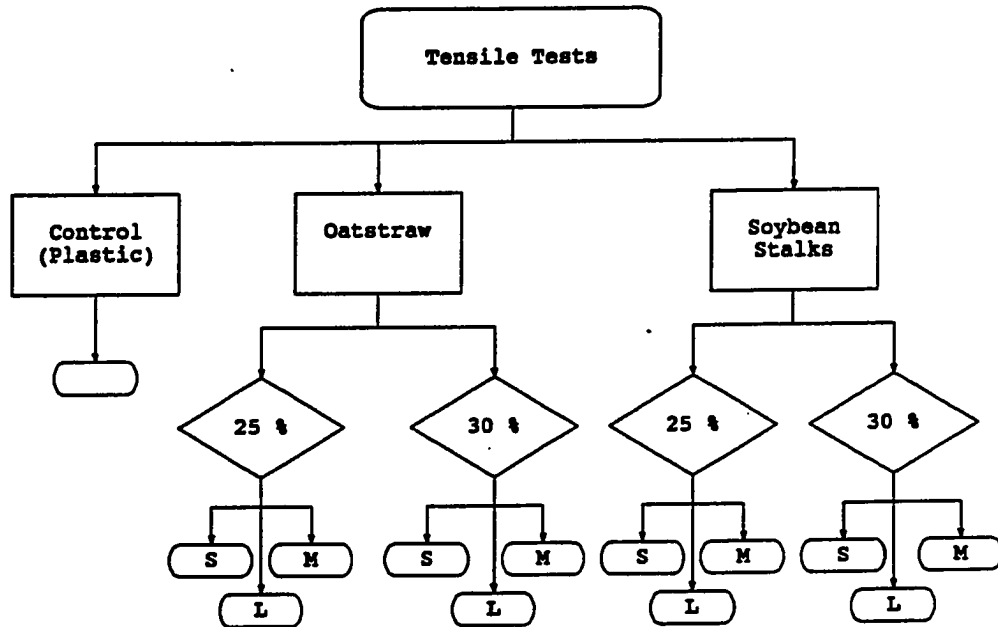 Tensile Tests
Control
(Plastic)
Oatstraw
Soybean
Stalks
25 %
30 %
25 %
30 %
S
M
S
M
S
M
S
M
L
L
L
L